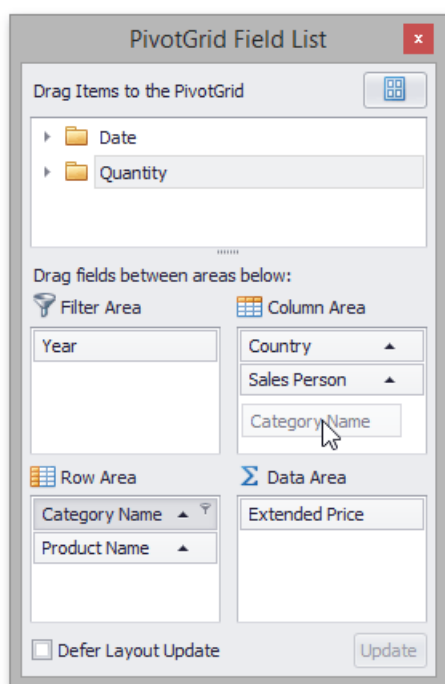 PivotGrid Field List
x
Drag Items to the PivotGrid
Date
Quantity
Drag fields between areas below:
Filter Area
Year
Column Area
Country
Sales Person
Category Name
Row Area
Category Name
Product Name
Σ Data Area
Extended Price
Defer Layout Update
Update